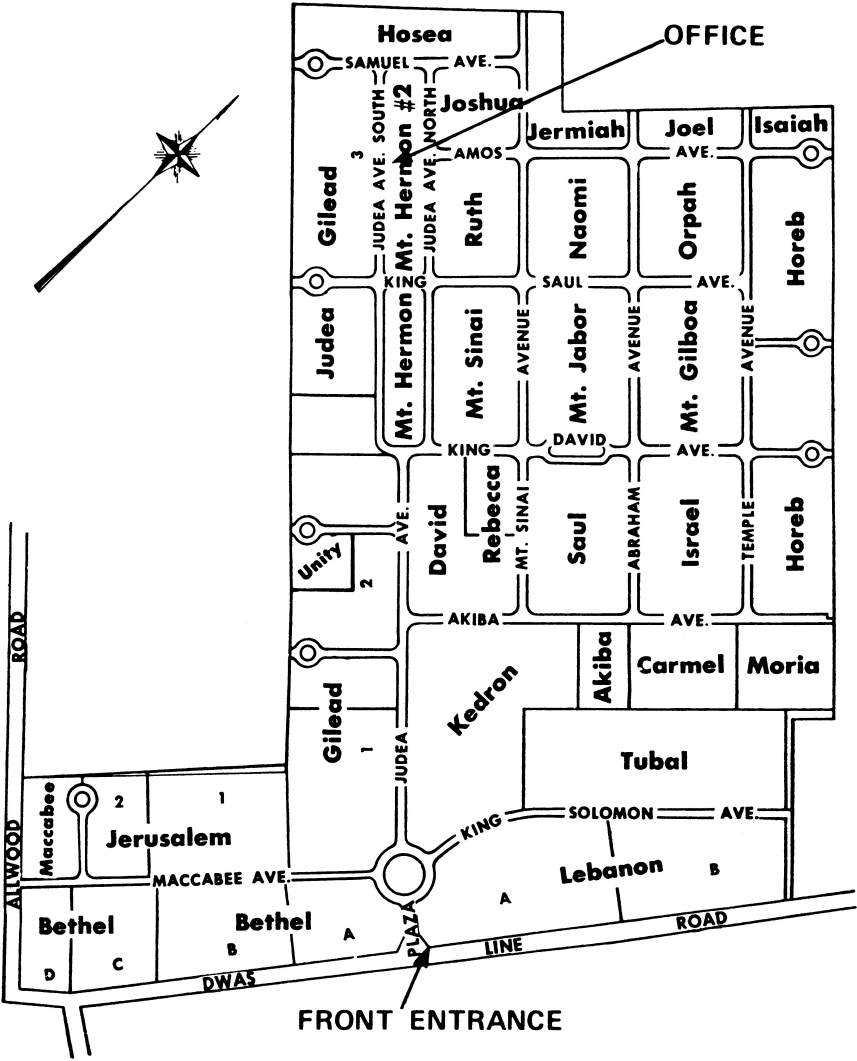 Hosea
OFFICE
SAMUEL AVE.
JUDEA AVE. SOUTH
Mt. Hermon #2
JUDEA AVE. NORTH
Joshua
Jermiah
Joel
Isaiah
3
AMOS AVE.
Gilead
Ruth
Naomi
Orpah
Horeb
KING SAUL AVE.
Judea
Mt. Hermon
Mt. Sinai
Mt. Jabor
Mt. Gilboa
MT. SINAI AVENUE
ABRAHAM AVENUE
TEMPLE AVENUE
KING DAVID AVE.
David
Rebecca
Saul
Israel
Horeb
Unity
2
AKIBA AVE.
Akiba
Carmel
Moria
Kedron
Gilead
1
JUDEA AVE.
Tubal
ALLWOOD ROAD
Maccabee
2
1
Jerusalem
KING SOLOMON AVE.
MACCABEE AVE.
Lebanon
A
B
Bethel
Bethel
D
C
B
A
PLAZA
DWAS LINE ROAD
FRONT ENTRANCE